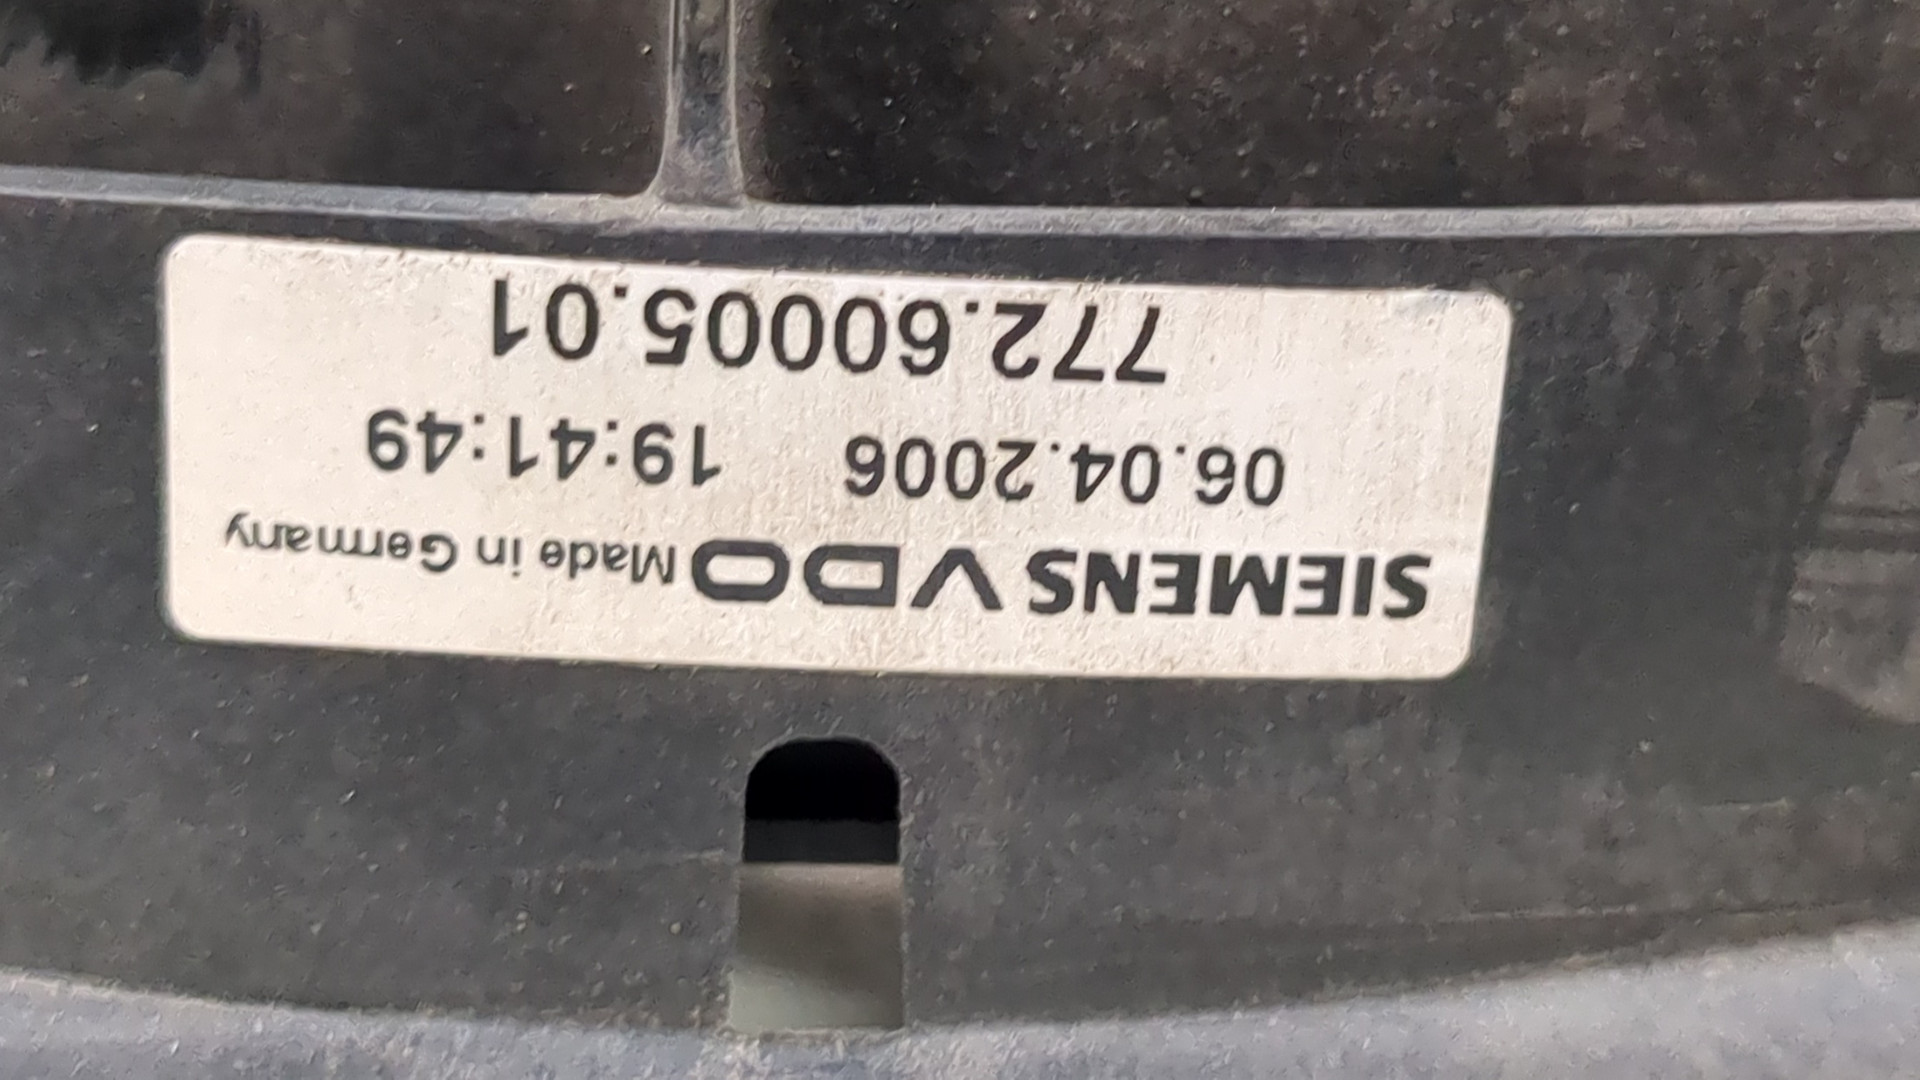 SIEMENS VDO Made in Germany
06.04.2006 19:41:49
772.60005.01